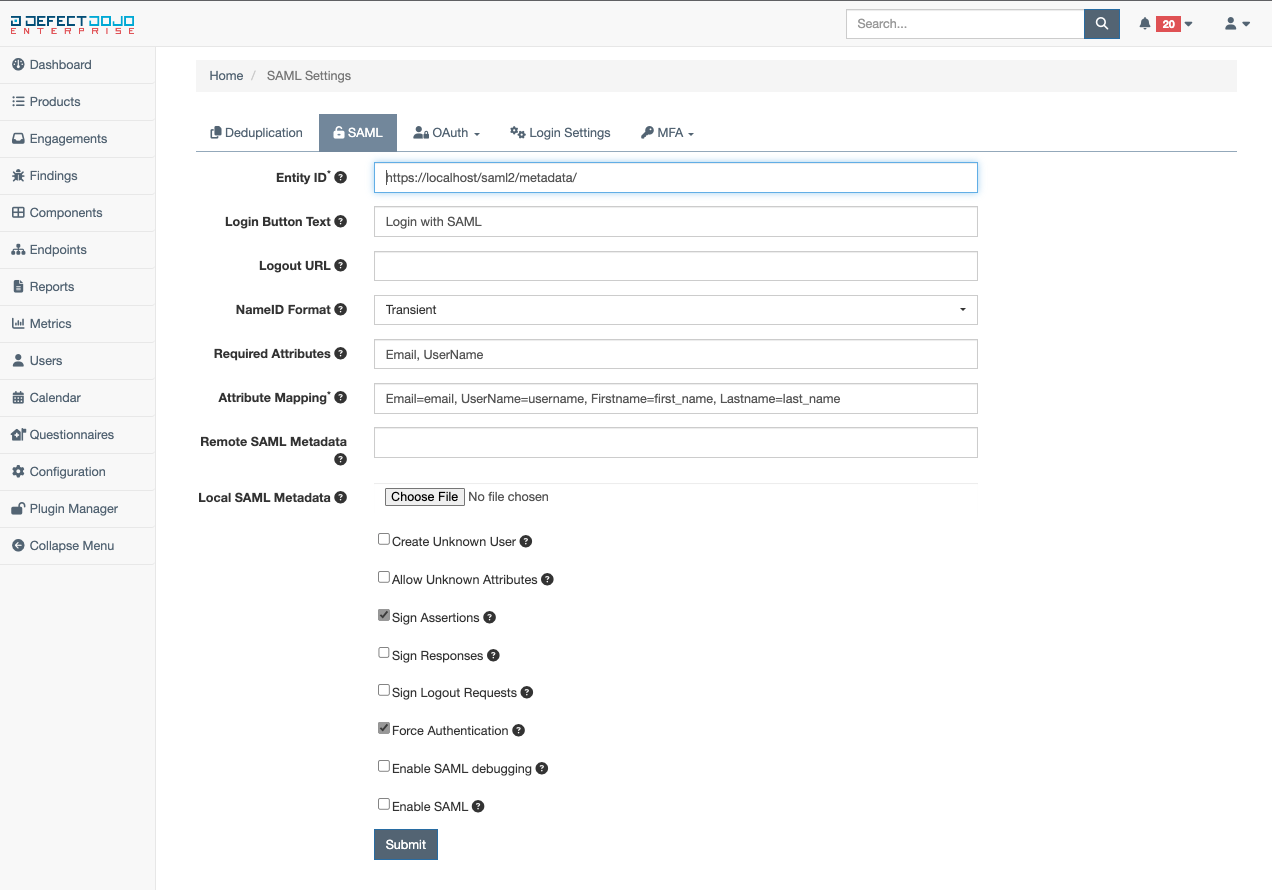 DEFECTDOJO
ENTERPRISE
Search...
20
Dashboard
Products
Engagements
Findings
Components
Endpoints
Reports
Metrics
Users
Calendar
Questionnaires
Configuration
Plugin Manager
Collapse Menu
Home / SAML Settings
Deduplication SAML OAuth Login Settings MFA
Entity ID* https://localhost/saml2/metadata/
Login Button Text Login with SAML
Logout URL
NameID Format Transient
Required Attributes Email, UserName
Attribute Mapping* Email=email, UserName=username, Firstname=first_name, Lastname=last_name
Remote SAML Metadata
Local SAML Metadata Choose File No file chosen
Create Unknown User
Allow Unknown Attributes
Sign Assertions
Sign Responses
Sign Logout Requests
Force Authentication
Enable SAML debugging
Enable SAML
Submit